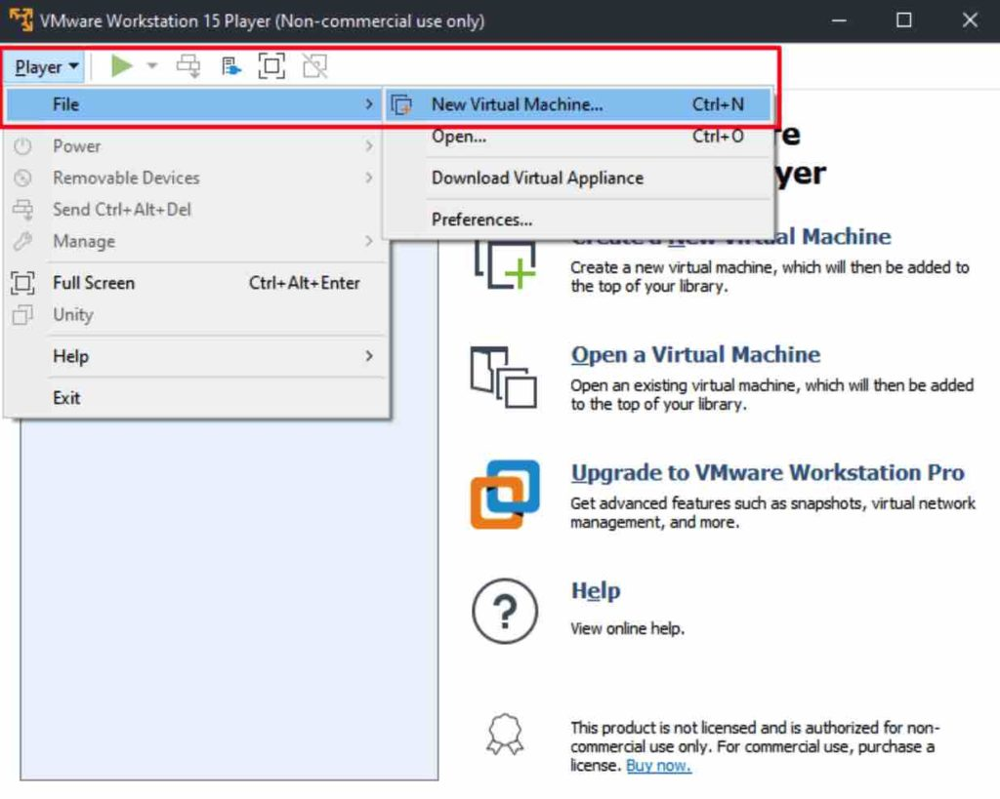 VMware Workstation 15 Player (Non-commercial use only)
Player
File
New Virtual Machine... Ctrl+N
Open... Ctrl+O
Download Virtual Appliance
Preferences...
Power
Removable Devices
Send Ctrl+Alt+Del
Manage
Full Screen Ctrl+Alt+Enter
Unity
Help
Exit
re
yer
Create a New Virtual Machine
Create a new virtual machine, which will then be added to
the top of your library.
Open a Virtual Machine
Open an existing virtual machine, which will then be added
to the top of your library.
Upgrade to VMware Workstation Pro
Get advanced features such as snapshots, virtual network
management, and more.
Help
View online help.
This product is not licensed and is authorized for non-
commercial use only. For commercial use, purchase a
license. Buy now.